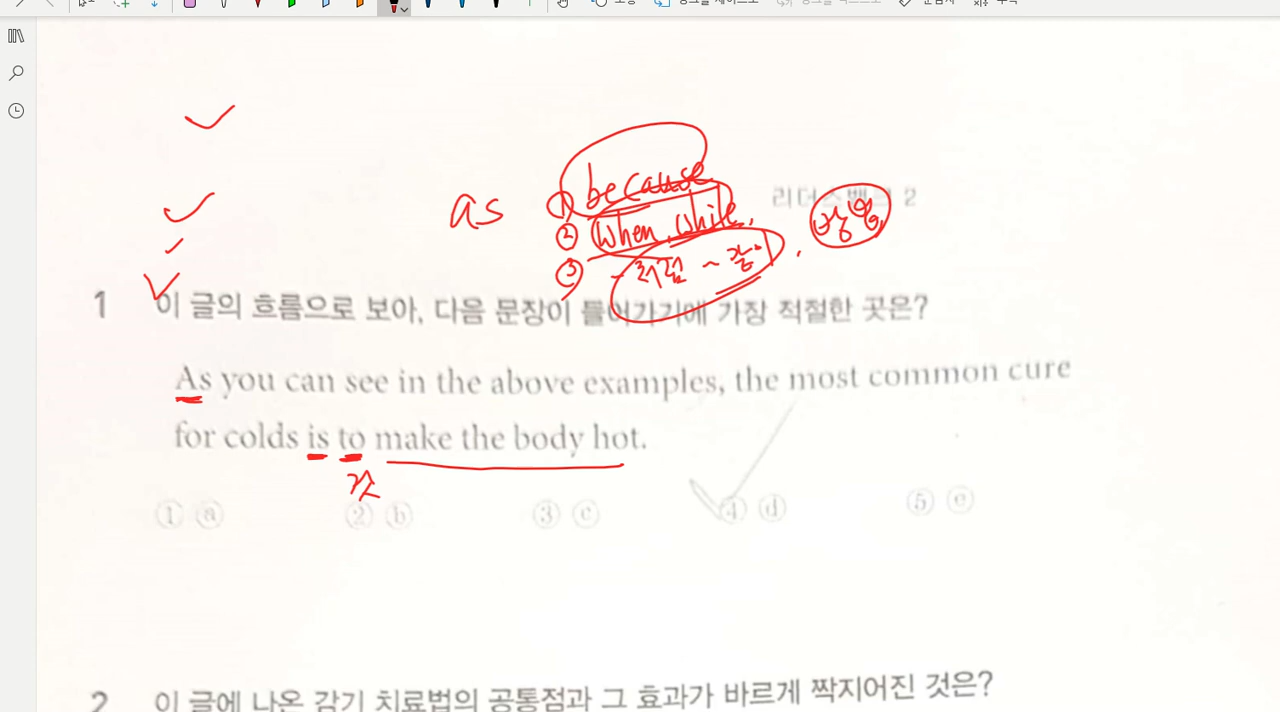 as ① because
리더스뱅크 2
② when, while,
③ ~처럼
1 이 글의 흐름으로 보아, 다음 문장이 들어가기에 가장 적절한 곳은?
As you can see in the above examples, the most common cure
for colds is to make the body hot.
것
① ⓐ ② ⓑ ③ ⓒ ④ ⓓ ⑤ ⓔ
2 이 글에 나온 감기 치료법의 공통점과 그 효과가 바르게 짝지어진 것은?